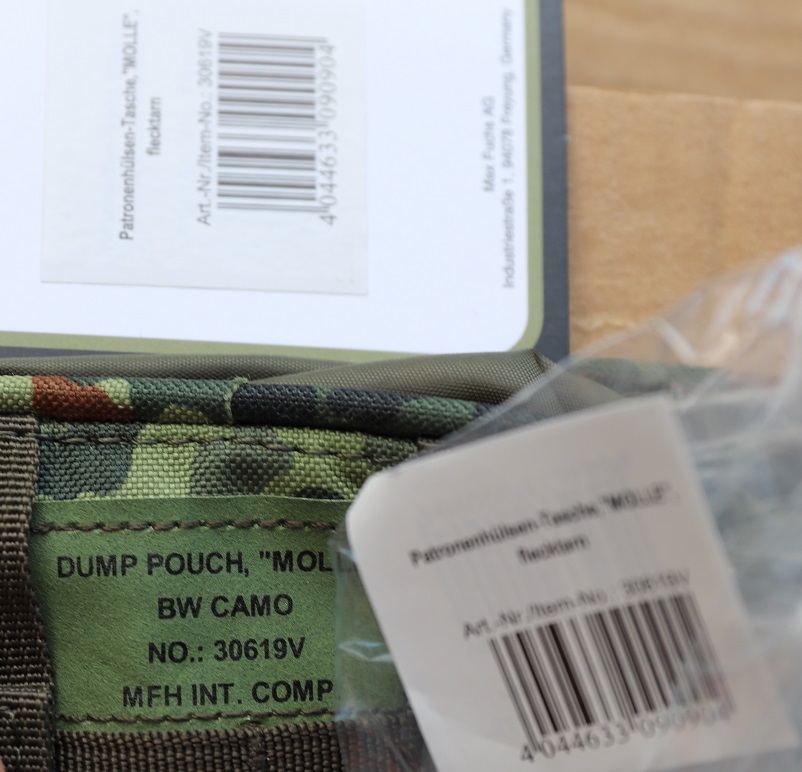 Patronenhülsen-Tasche,"MOLLE",
flecktarn
Art.-Nr./Item-No.: 30619V
4 044633 090904
Max Fuchs AG
Industriestraße 1, 94078 Freyung, Germany
DUMP POUCH, "MOLL
BW CAMO
NO.: 30619V
MFH INT. COMP
Patronenhülsen-Tasche,"MOLLE",
flecktarn
Art.-Nr./Item-No.: 30619V
4 044633 090904